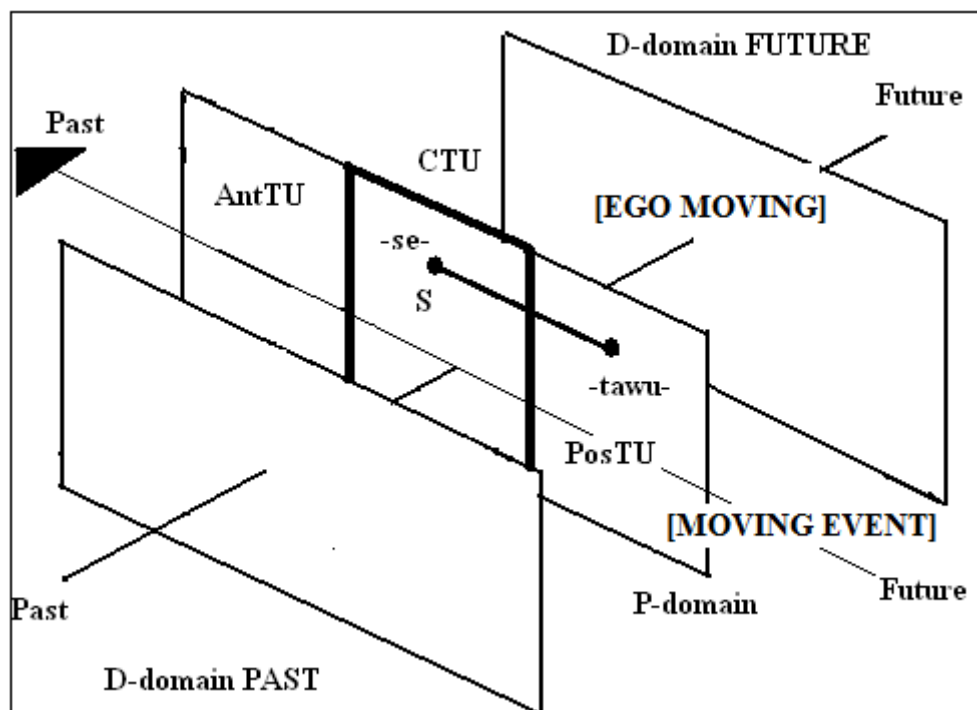 D-domain FUTURE
Future
Past
CTU
AntTU
[EGO MOVING]
-se-
S
-tawu-
PosTU
[MOVING EVENT]
Future
P-domain
Past
D-domain PAST